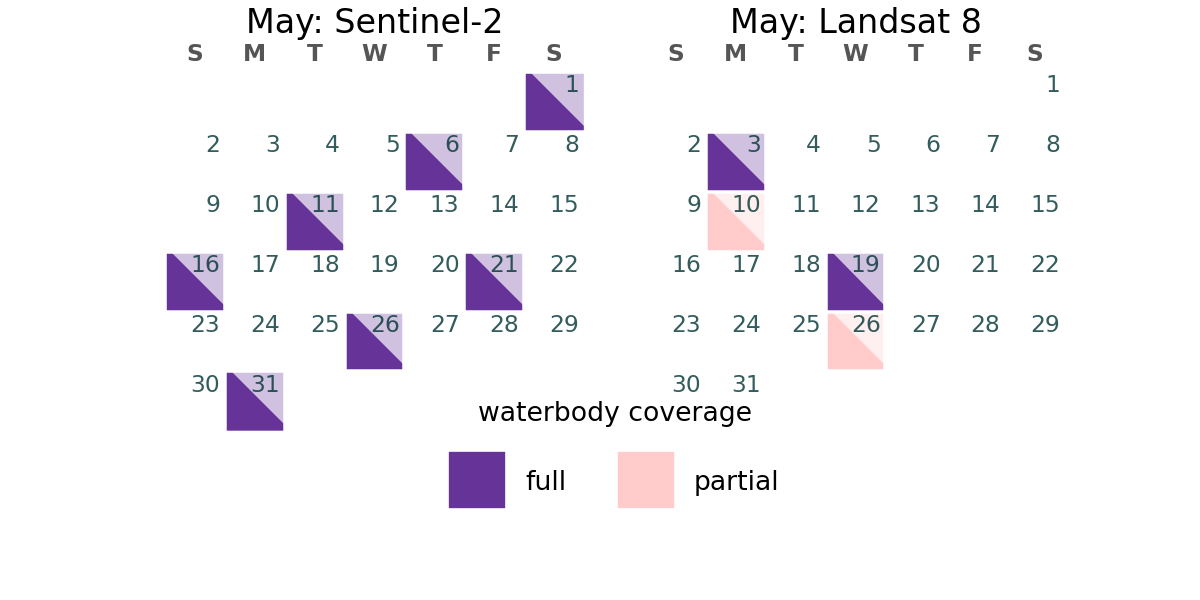 May: Sentinel-2
S M T W T F S
1
2 3 4 5 6 7 8
9 10 11 12 13 14 15
16 17 18 19 20 21 22
23 24 25 26 27 28 29
30 31
May: Landsat 8
S M T W T F S
1
2 3 4 5 6 7 8
9 10 11 12 13 14 15
16 17 18 19 20 21 22
23 24 25 26 27 28 29
30 31
waterbody coverage
full
partial